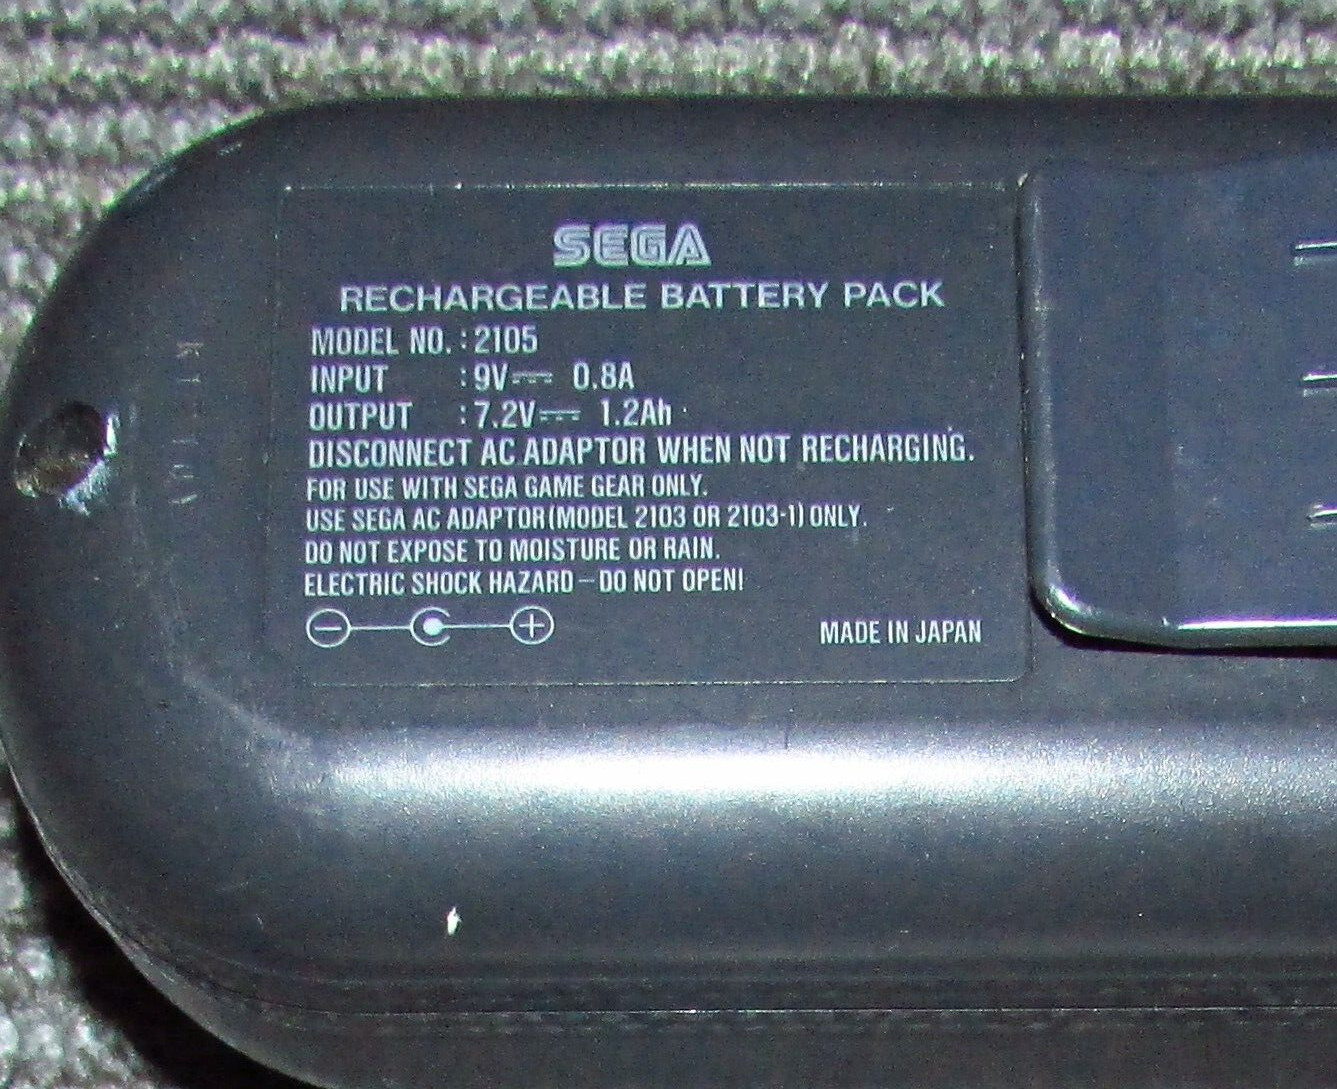 SEGA
RECHARGEABLE BATTERY PACK
MODEL NO. : 2105
INPUT : 9V⎓ 0.8A
OUTPUT : 7.2V⎓ 1.2Ah
DISCONNECT AC ADAPTOR WHEN NOT RECHARGING.
FOR USE WITH SEGA GAME GEAR ONLY.
USE SEGA AC ADAPTOR(MODEL 2103 OR 2103-1) ONLY.
DO NOT EXPOSE TO MOISTURE OR RAIN.
ELECTRIC SHOCK HAZARD—DO NOT OPEN!
MADE IN JAPAN